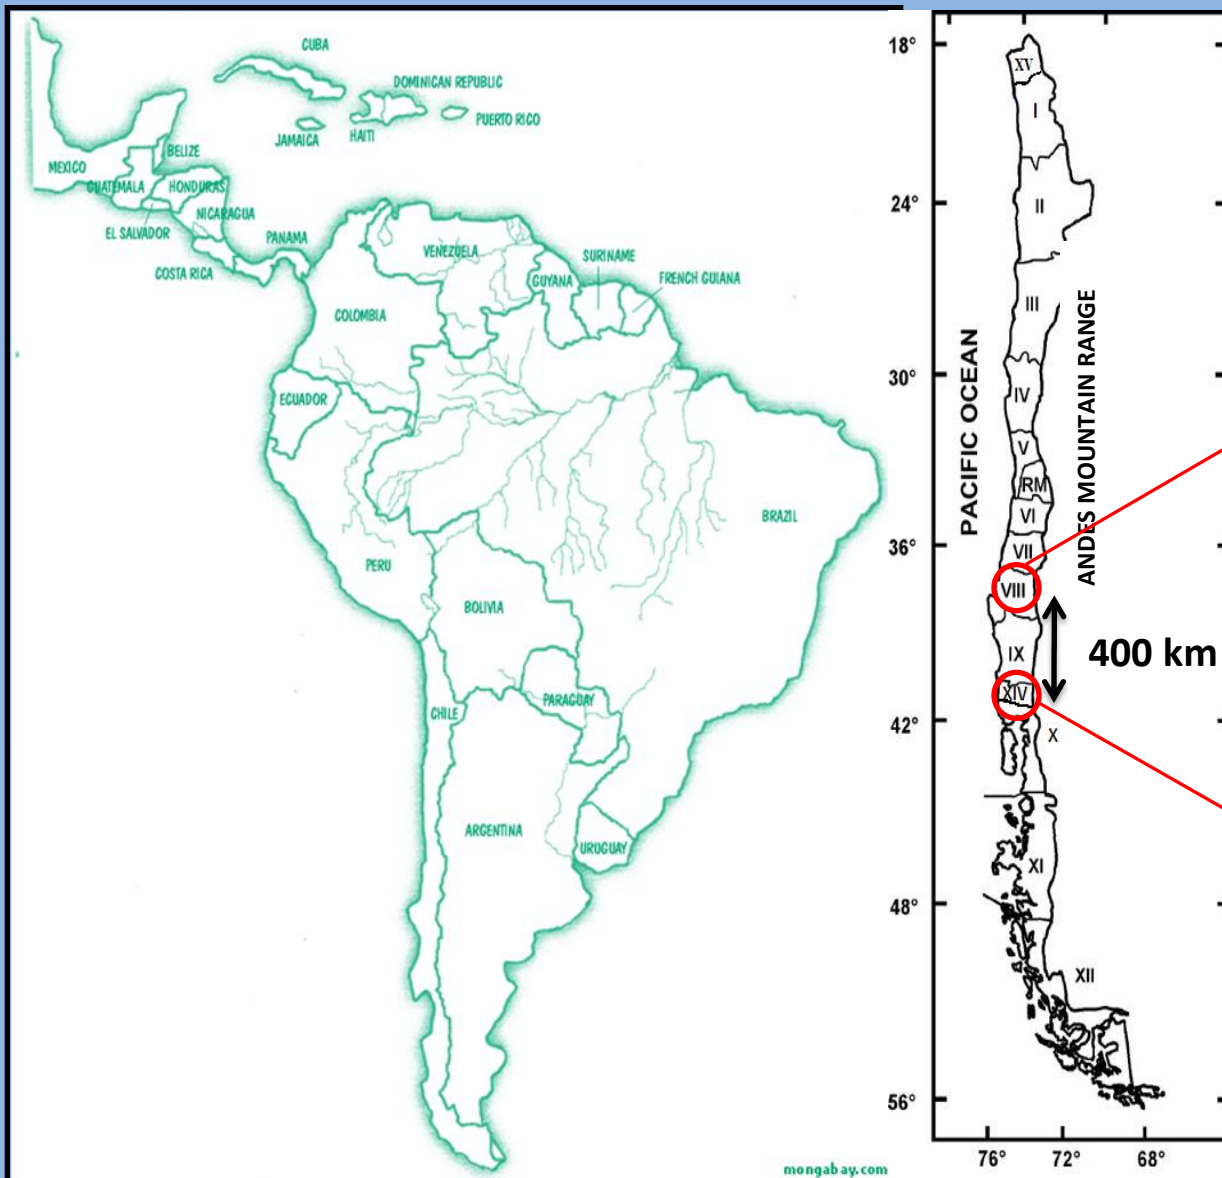 CUBA
DOMINICAN REPUBLIC
PUERTO RICO
JAMAICA
HAITI
BELIZE
MEXICO
GUATEMALA
HONDURAS
NICARAGUA
EL SALVADOR
PANAMA
COSTA RICA
VENEZUELA
SURINAME
GUYANA
FRENCH GUIANA
COLOMBIA
ECUADOR
BRAZIL
PERU
BOLIVIA
PARAGUAY
CHILE
ARGENTINA
URUGUAY
mongabay.com
18°
24°
30°
36°
42°
48°
56°
76°
72°
68°
PACIFIC OCEAN
ANDES MOUNTAIN RANGE
XV
I
II
III
IV
V
RM
VI
VII
VIII
IX
XIV
X
XI
XII
400 km